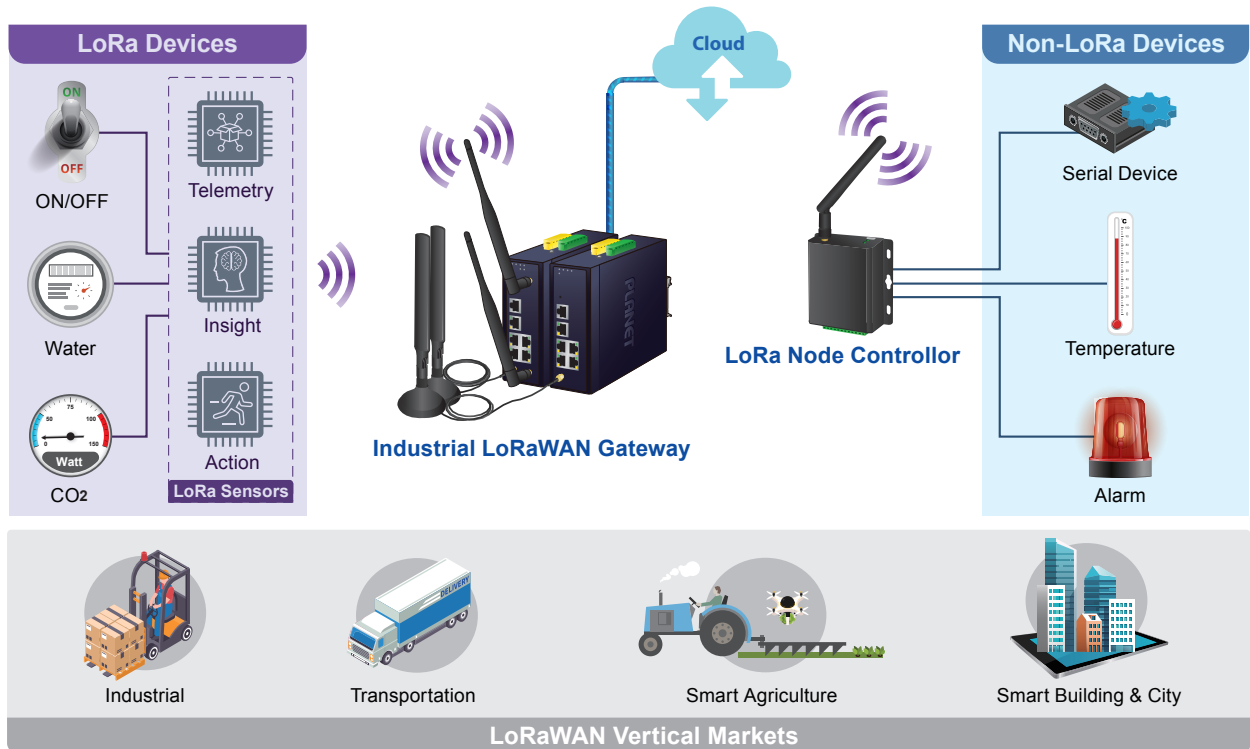 LoRa Devices
ON
OFF
ON/OFF
Water
0
50
75
100
150
Watt
CO2
Telemetry
Insight
Action
LoRa Sensors
Cloud
PLANET
Industrial LoRaWAN Gateway
LoRa Node Controllor
Non-LoRa Devices
Serial Device
°C
Temperature
Alarm
DELIVERY
Industrial
Transportation
Smart Agriculture
Smart Building & City
LoRaWAN Vertical Markets